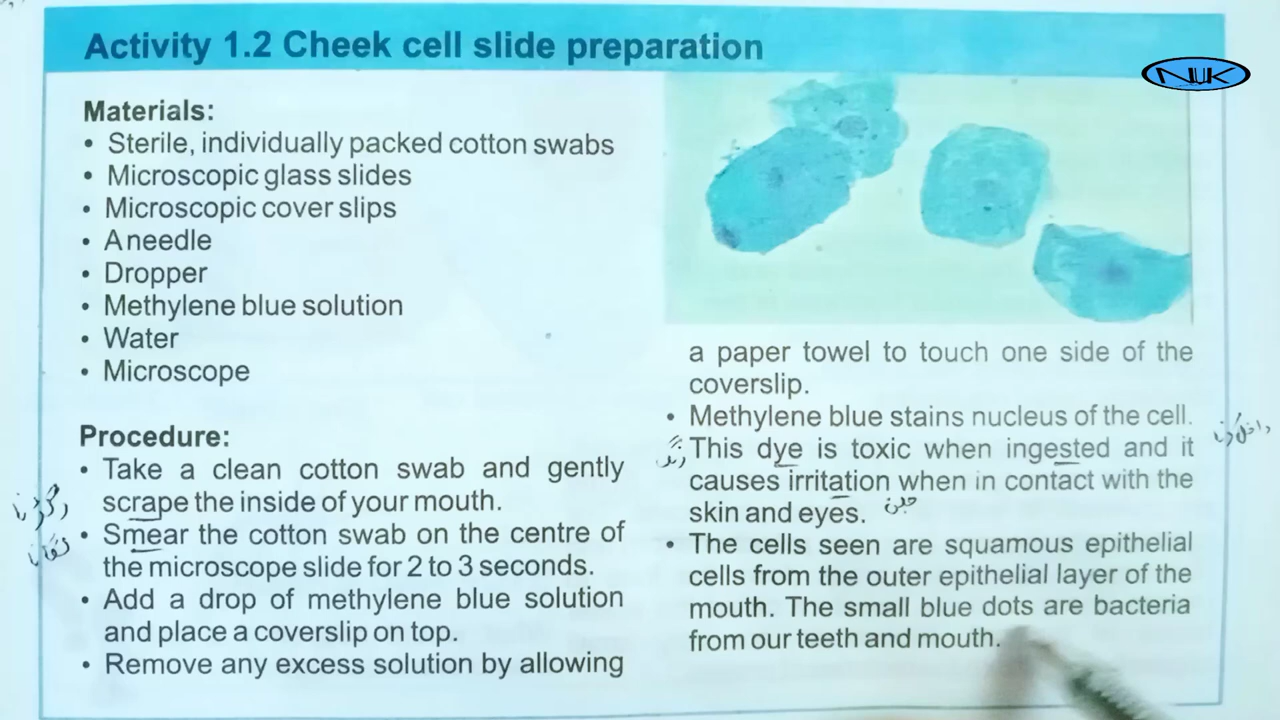 Activity 1.2 Cheek cell slide preparation
NUK
Materials:
• Sterile, individually packed cotton swabs
• Microscopic glass slides
• Microscopic cover slips
• A needle
• Dropper
• Methylene blue solution
• Water
• Microscope
Procedure:
• Take a clean cotton swab and gently
scrape the inside of your mouth.
رگڑنا
• Smear the cotton swab on the centre of
the microscope slide for 2 to 3 seconds.
• Add a drop of methylene blue solution
and place a coverslip on top.
• Remove any excess solution by allowing
a paper towel to touch one side of the
coverslip.
• Methylene blue stains nucleus of the cell.
This dye is toxic when ingested and it
causes irritation when in contact with the
skin and eyes.
جلن
• The cells seen are squamous epithelial
cells from the outer epithelial layer of the
mouth. The small blue dots are bacteria
from our teeth and mouth.